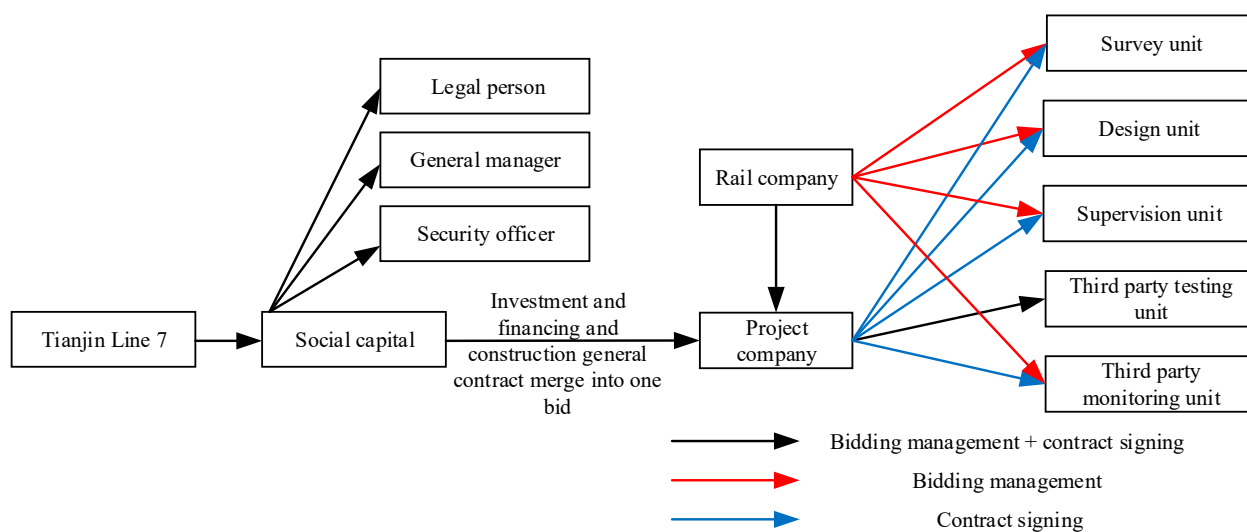 Legal person
General manager
Security officer
Tianjin Line 7
Social capital
Investment and
financing and
construction general
contract merge into one
bid
Rail company
Project
company
Survey unit
Design unit
Supervision unit
Third party testing
unit
Third party
monitoring unit
Bidding management + contract signing
Bidding management
Contract signing